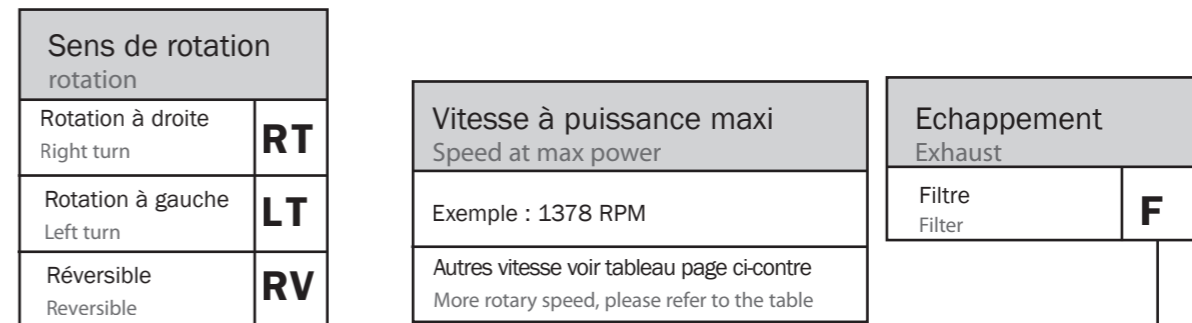 Sens de rotation
rotation
Rotation à droite
Right turn
RT
Rotation à gauche
Left turn
LT
Réversible
Reversible
RV
Vitesse à puissance maxi
Speed at max power
Exemple : 1378 RPM
Autres vitesse voir tableau page ci-contre
More rotary speed, please refer to the table
Echappement
Exhaust
Filtre
Filter
F